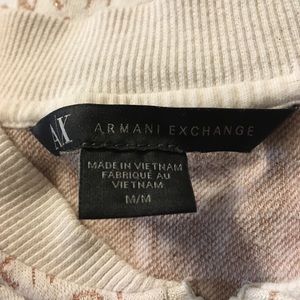 A|X ARMANI EXCHANGE
MADE IN VIETNAM
FABRIQUÉ AU
VIETNAM
M/M